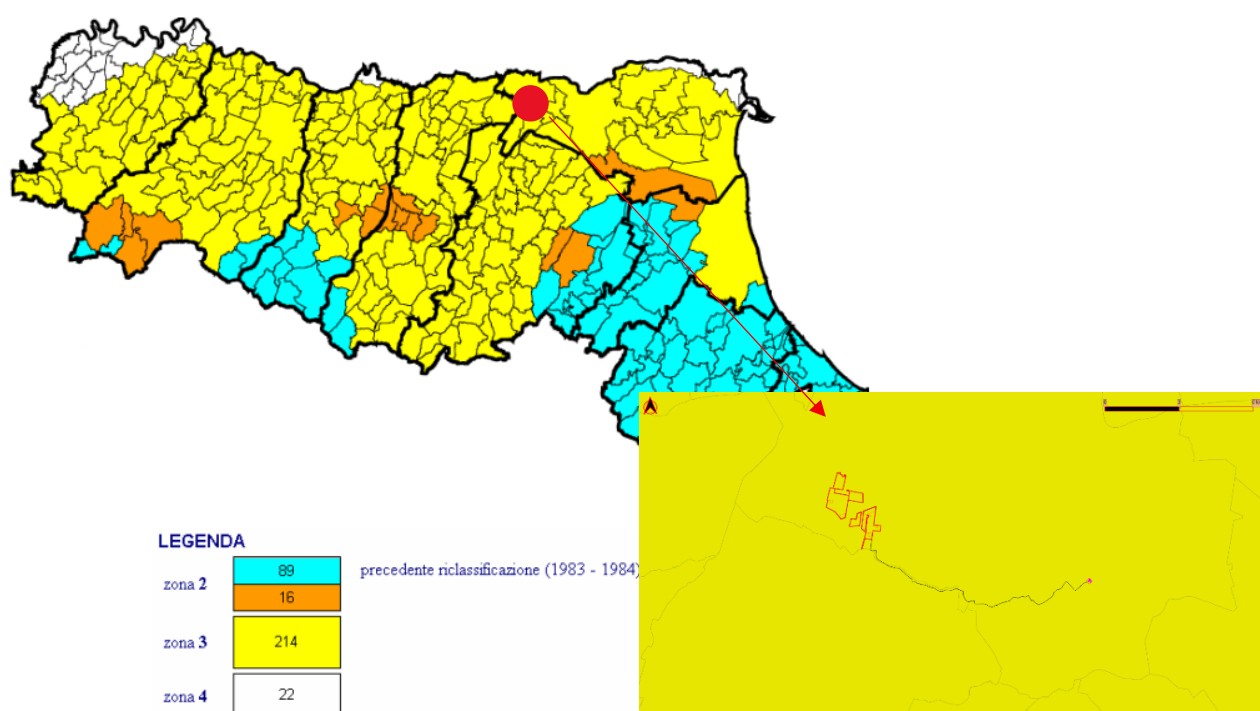 LEGENDA
zona 2
89
precedente riclassificazione (1983 - 1984)
16
zona 3
214
zona 4
22